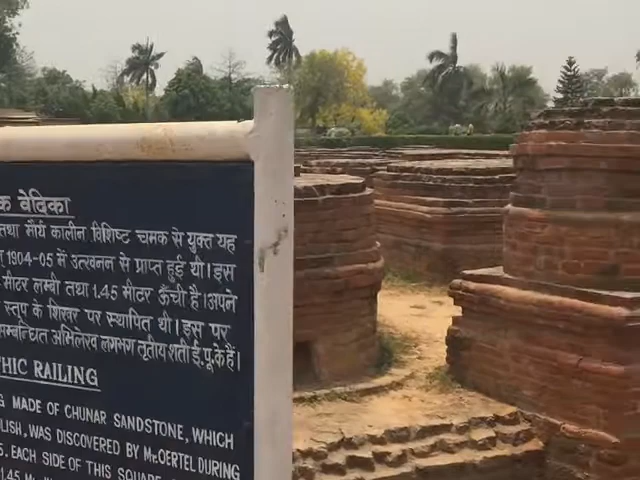 क वेदिका
तथा मौर्य कालीन विशिष्ट चमक से युक्त यह
1904-05 में उत्खनन से प्राप्त हुई थी। इस
मीटर लम्बी तथा 1.45 मीटर ऊँची है। अपने
स्तूप के शिखर पर स्थापित थी। इस पर
सम्बन्धित अभिलेख लगभग तृतीय शती ई.पू. के हैं।
HIC RAILING
MADE OF CHUNAR SANDSTONE, WHICH
LISH, WAS DISCOVERED BY Mr. OERTEL DURING
5. EACH SIDE OF THIS SQUARE
1.45